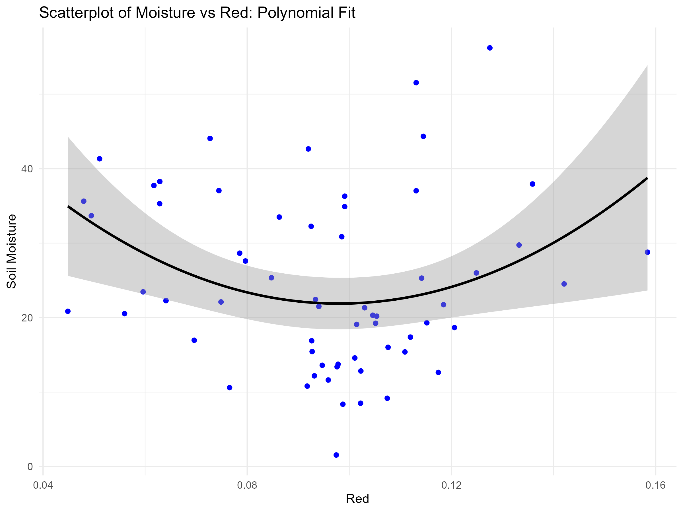 Scatterplot of Moisture vs Red: Polynomial Fit
Soil Moisture
40
20
0
0.04
0.08
0.12
0.16
Red